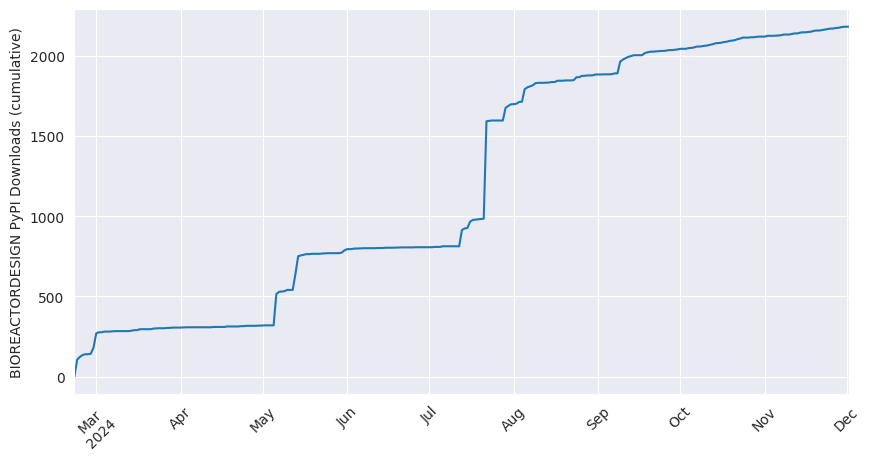 BIOREACTORDESIGN PyPI Downloads (cumulative)
2000
1500
1000
500
0
Mar
2024
Apr
May
Jun
Jul
Aug
Sep
Oct
Nov
Dec